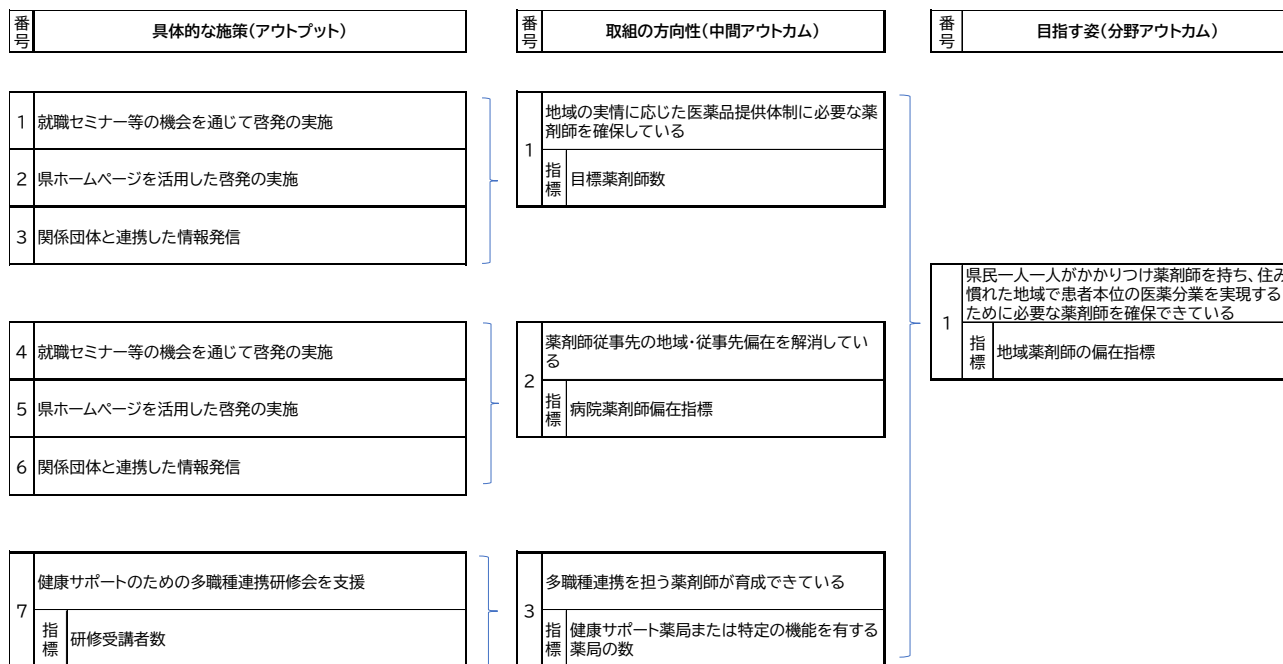 番号 具体的な施策(アウトプット)
番号 取組の方向性(中間アウトカム)
番号 目指す姿(分野アウトカム)
1 就職セミナー等の機会を通じて啓発の実施
2 県ホームページを活用した啓発の実施
3 関係団体と連携した情報発信
1 地域の実情に応じた医薬品提供体制に必要な薬
剤師を確保している
指標 目標薬剤師数
4 就職セミナー等の機会を通じて啓発の実施
5 県ホームページを活用した啓発の実施
6 関係団体と連携した情報発信
2 薬剤師従事先の地域・従事先偏在を解消してい
る
指標 病院薬剤師偏在指標
7 健康サポートのための多職種連携研修会を支援
指標 研修受講者数
3 多職種連携を担う薬剤師が育成できている
指標 健康サポート薬局または特定の機能を有する
薬局の数
1 県民一人一人がかかりつけ薬剤師を持ち、住み
慣れた地域で患者本位の医薬分業を実現する
ために必要な薬剤師を確保できている
指標 地域薬剤師の偏在指標